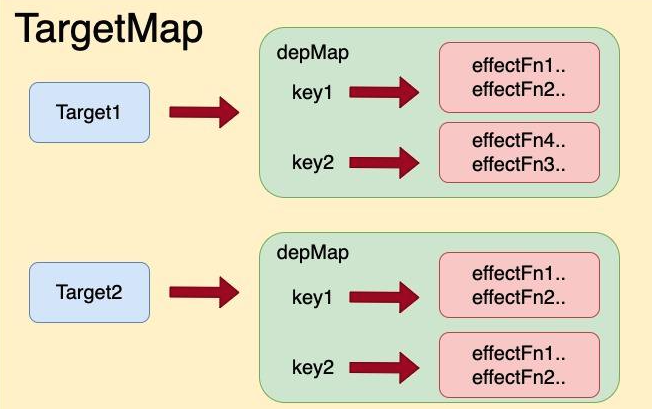 TargetMap
Target1
depMap
key1
effectFn1..
effectFn2..
key2
effectFn4..
effectFn3..
Target2
depMap
key1
effectFn1..
effectFn2..
key2
effectFn1..
effectFn2..